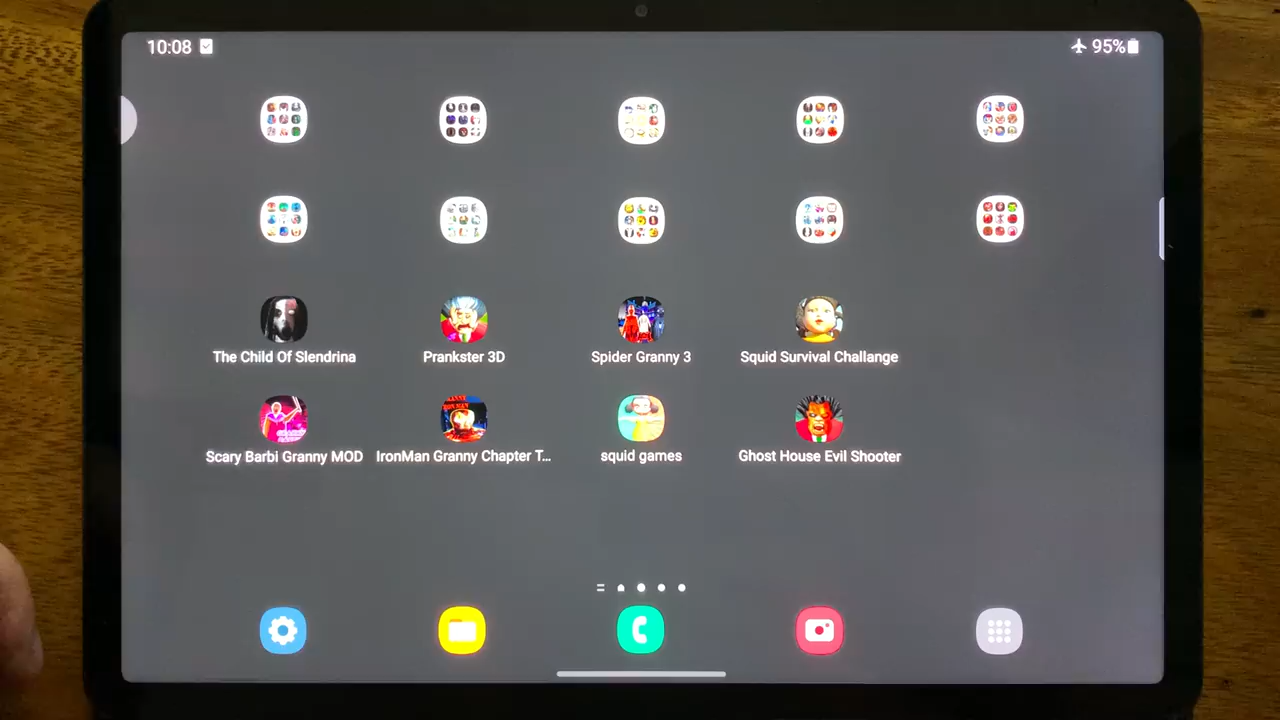 10:08
95%
The Child Of Slendrina
Prankster 3D
Spider Granny 3
Squid Survival Challange
Scary Barbi Granny MOD
IronMan Granny Chapter T...
squid games
Ghost House Evil Shooter